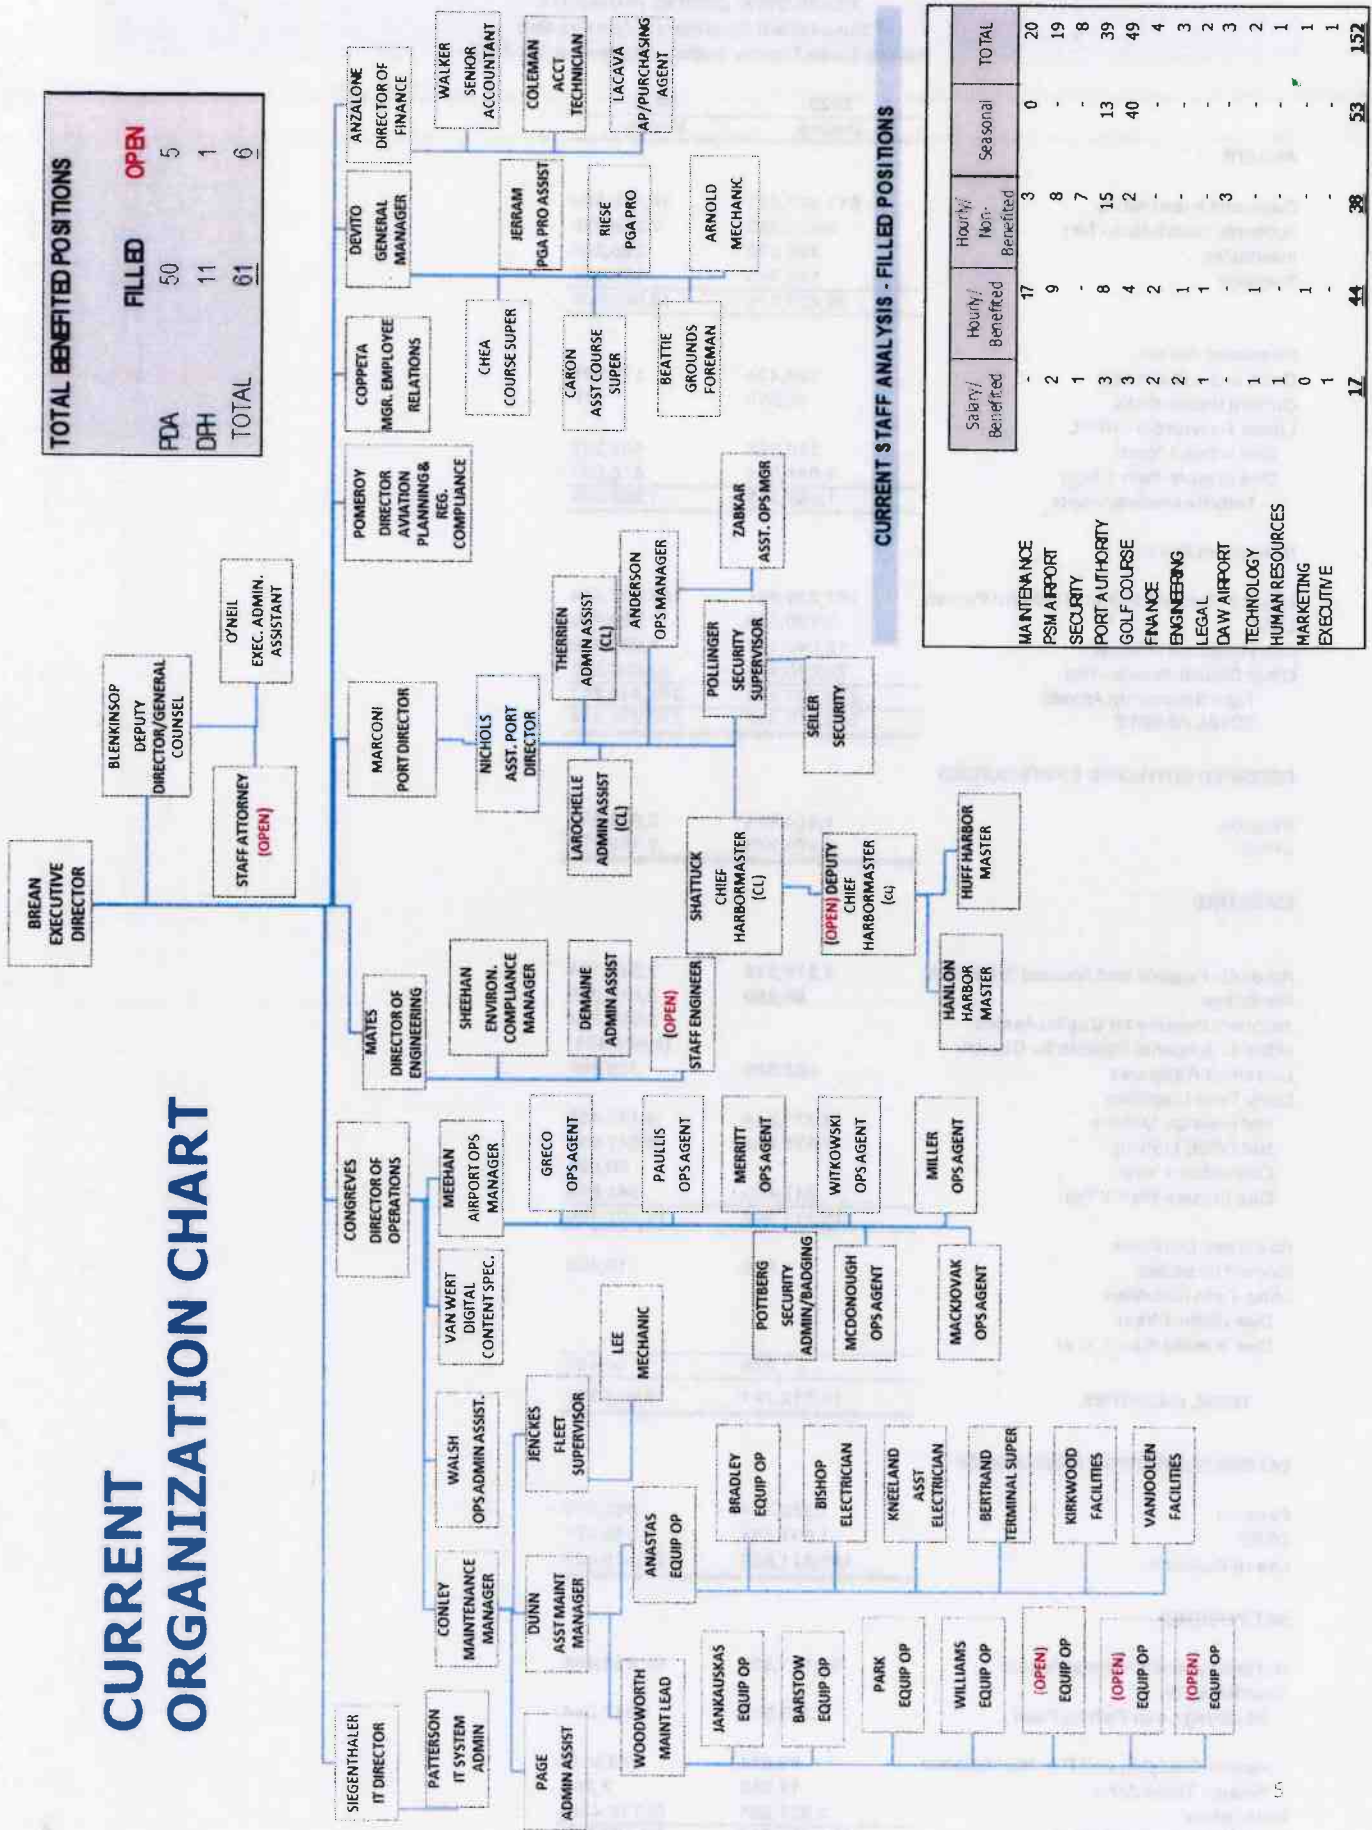 CURRENT
ORGANIZATION CHART
BREAN
EXECUTIVE
DIRECTOR
BLENKINSOP
DEPUTY
DIRECTOR/GENERAL
COUNSEL
STAFF ATTORNEY
(OPEN)
O'NEIL
EXEC. ADMIN.
ASSISTANT
TOTAL BENEFITED POSITIONS
FILLED OPEN
PDA 50 5
DPH 11 1
TOTAL 61 6
SIEGENTHALER
IT DIRECTOR
PATTERSON
IT SYSTEM
ADMIN
CONGREVES
DIRECTOR OF
OPERATIONS
CONLEY
MAINTENANCE
MANAGER
WALSH
OPS ADMIN ASSIST.
VAN WERT
DIGITAL
CONTENT SPEC.
MEEHAN
AIRPORT OPS
MANAGER
PAGE
ADMIN ASSIST
DUNN
ASST MAINT
MANAGER
JENCKES
FLEET
SUPERVISOR
LEE
MECHANIC
WOODWORTH
MAINT LEAD
ANASTAS
EQUIP OP
JANKAUSKAS
EQUIP OP
BARSTOW
EQUIP OP
PARK
EQUIP OP
WILLIAMS
EQUIP OP
(OPEN)
EQUIP OP
(OPEN)
EQUIP OP
(OPEN)
EQUIP OP
BRADLEY
EQUIP OP
BISHOP
ELECTRICIAN
KNEELAND
ASST
ELECTRICIAN
BERTRAND
TERMINAL SUPER
KIRKWOOD
FACILITIES
VANJOOLEN
FACILITIES
GRECO
OPS AGENT
PAULLIS
OPS AGENT
MERRITT
OPS AGENT
WITKOWSKI
OPS AGENT
MILLER
OPS AGENT
POTTBERG
SECURITY
ADMIN/BADGING
MCDONOUGH
OPS AGENT
MACKIOVAK
OPS AGENT
MATES
DIRECTOR OF
ENGINEERING
SHEEHAN
ENVIRON.
COMPLIANCE
MANAGER
DEMAINE
ADMIN ASSIST
(OPEN)
STAFF ENGINEER
MARCONI
PORT DIRECTOR
NICHOLS
ASST. PORT
DIRECTOR
LAROCHELLE
ADMIN ASSIST
(CL)
THERRIEN
ADMIN ASSIST
(CL)
ANDERSON
OPS MANAGER
ZABKAR
ASST. OPS MGR
SHATTUCK
CHIEF
HARBORMASTER
(CL)
POLLINGER
SECURITY
SUPERVISOR
SEILER
SECURITY
(OPEN) DEPUTY
CHIEF
HARBORMASTER
(CL)
HANLON
HARBOR
MASTER
HUFF HARBOR
MASTER
POMEROY
DIRECTOR
AVIATION
PLANNING &
REG.
COMPLIANCE
COPPETA
MGR. EMPLOYEE
RELATIONS
DEVITO
GENERAL
MANAGER
CHEA
COURSE SUPER
CARON
ASST COURSE
SUPER
BEATTIE
GROUNDS
FOREMAN
JERRAM
PGA PRO ASSIST
RIESE
PGA PRO
ARNOLD
MECHANIC
ANZALONE
DIRECTOR OF
FINANCE
WALKER
SENIOR
ACCOUNTANT
COLEMAN
ACCT
TECHNICIAN
LACAVA
AP/PURCHASING
AGENT
CURRENT STAFF ANALYSIS - FILLED POSITIONS
Salary/ Benefited Hourly/ Benefited Hourly/ Non- Benefited Seasonal TOTAL
MAINTENANCE - 17 3 0 20
PSM AIRPORT 2 9 8 - 19
SECURITY 1 - 7 - 8
PORT AUTHORITY 3 8 15 13 39
GOLF COURSE 3 4 2 40 49
FINANCE 2 2 - - 4
ENGINEERING 2 1 - - 3
LEGAL 1 1 - - 2
DAW AIRPORT - - 3 - 3
TECHNOLOGY 1 1 - - 2
HUMAN RESOURCES 1 - - - 1
MARKETING 0 1 - - 1
EXECUTIVE 1 - - - 1
17 44 38 53 152
5